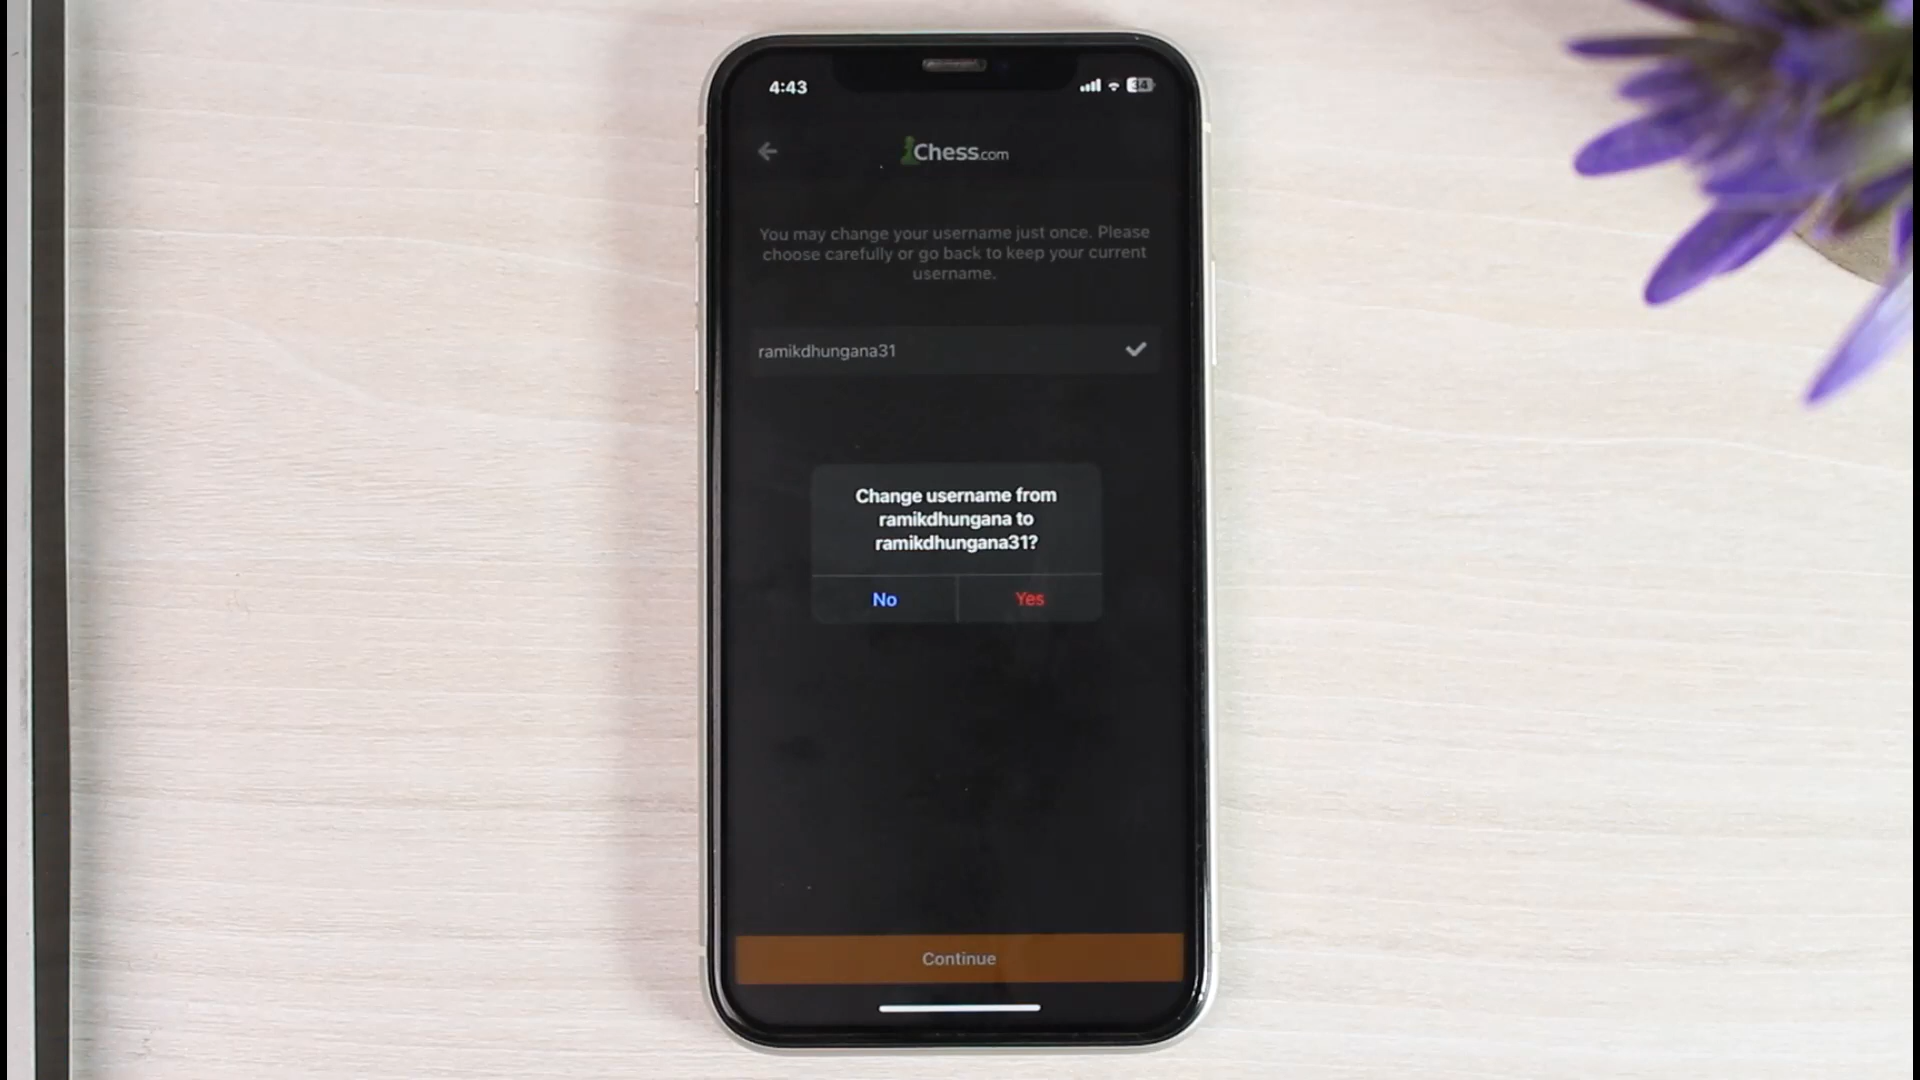 4:43
34
Chess.com
You may change your username just once. Please
choose carefully or go back to keep your current
username.
ramikdhungana31
Change username from
ramikdhungana to
ramikdhungana31?
No
Yes
Continue